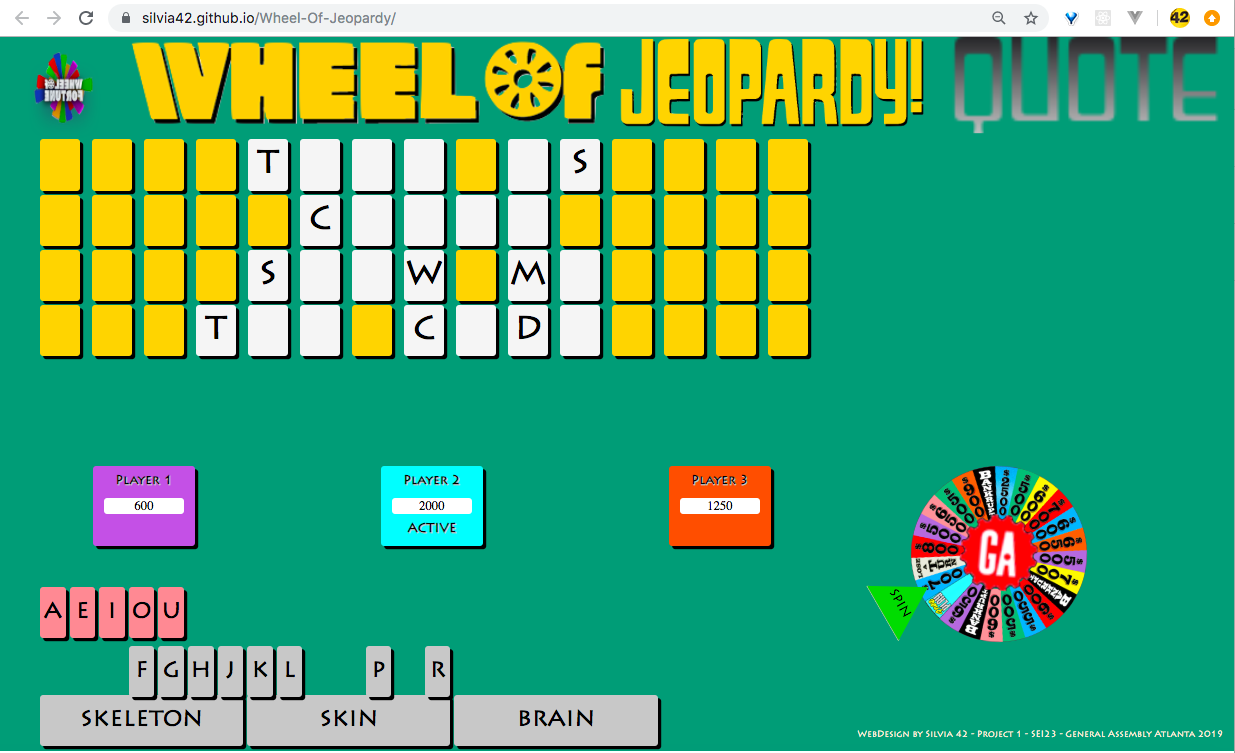 silvia42.github.io/Wheel-Of-Jeopardy/
42
WHEEL OF JEOPARDY!
QUOTE
T S
C
S W M
T C D
PLAYER 1
600
PLAYER 2
2000
ACTIVE
PLAYER 3
1250
GA
SPIN
A E I O U
F G H J K L P R
SKELETON SKIN BRAIN
WEBDESIGN BY SILVIA 42 - PROJECT 1 - SEI23 - GENERAL ASSEMBLY ATLANTA 2019